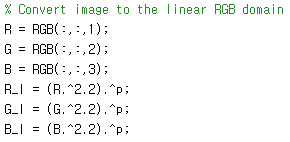 % Convert image to the linear RGB domain
R = RGB(:,:,1);
G = RGB(:,:,2);
B = RGB(:,:,3);
R_l = (R.^2.2).^p;
G_l = (G.^2.2).^p;
B_l = (B.^2.2).^p;